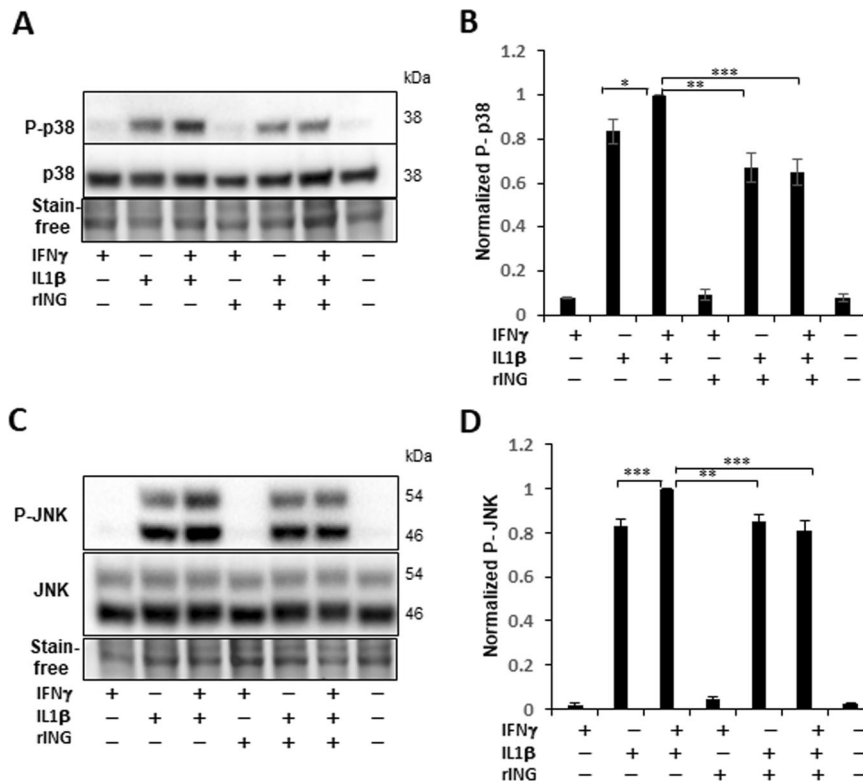 A
kDa
P-p38
38
p38
38
Stain-
free
IFNγ + − + + − + −
IL1β − + + − + + −
rING − − − + + + −
B
Normalized P- p38
1.2
1
0.8
0.6
0.4
0.2
0
* ** ***
IFNγ + − + + − + −
IL1β − + + − + + −
rING − − − + + + −
C
kDa
P-JNK
54
46
JNK
54
46
Stain-
free
IFNγ + − + + − + −
IL1β − + + − + + −
rING − − − + + + −
D
Normalized P- JNK
1.2
1
0.8
0.6
0.4
0.2
0
*** ** ***
IFNγ + − + + − + −
IL1β − + + − + + −
rING − − − + + + −